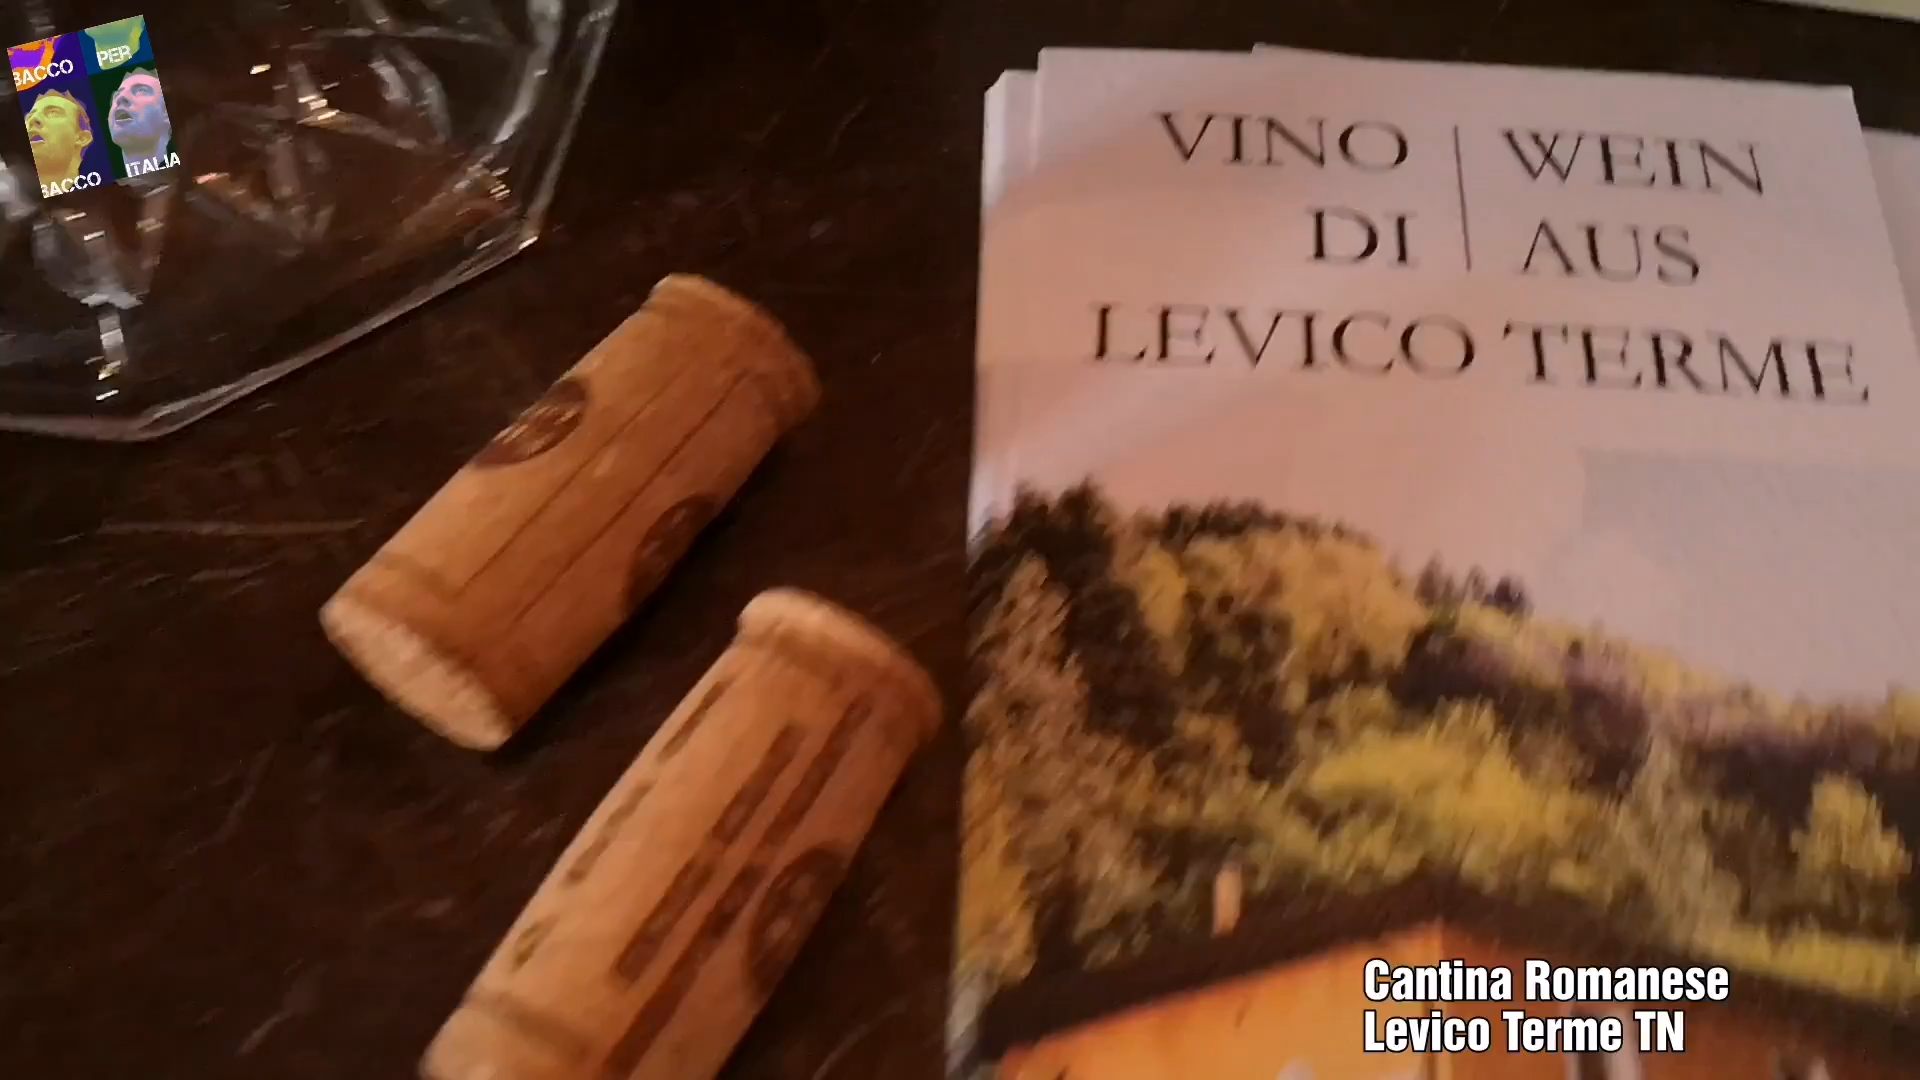 BACCO PER
BACCO ITALIA
VINO | WEIN
DI | AUS
LEVICO TERME
Cantina Romanese
Levico Terme TN